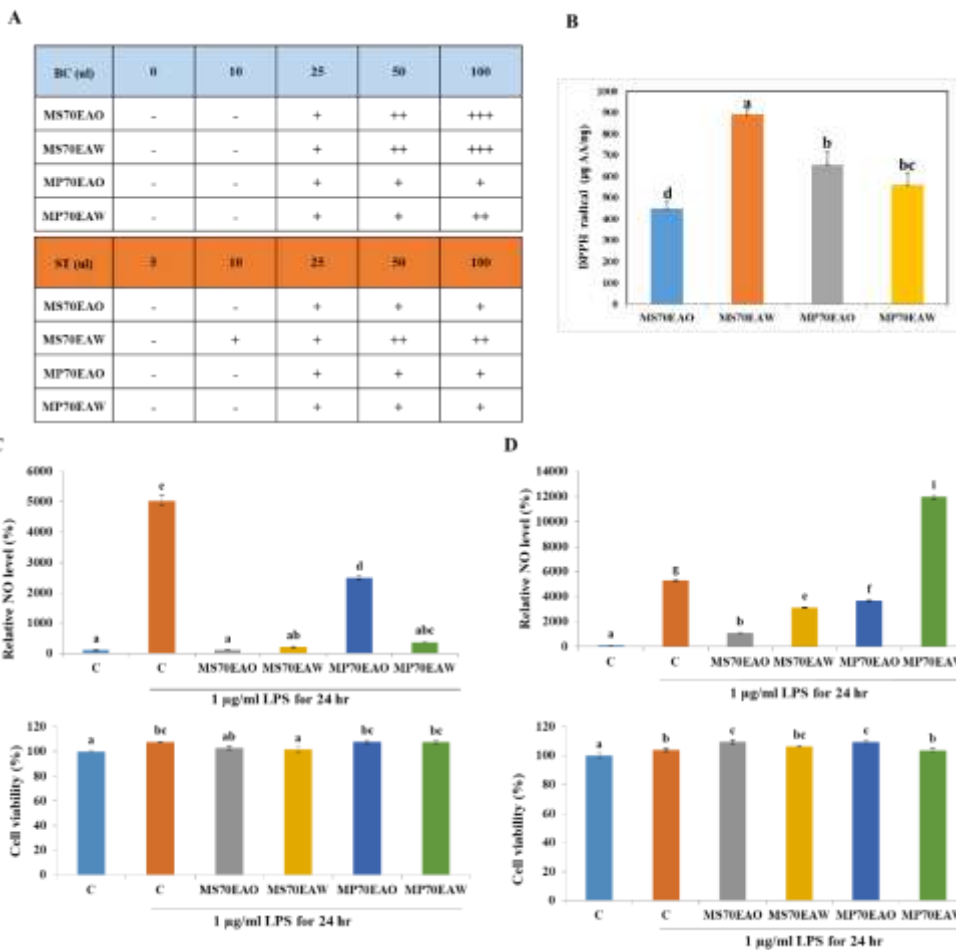 A
BC (ul) 0 10 25 50 100
MS70EAO - - + ++ +++
MS70EAW - - + ++ +++
MP70EAO - - + + +
MP70EAW - - + + ++
ST (ul) 5 10 25 50 100
MS70EAO - - + + +
MS70EAW - + + ++ ++
MP70EAO - - + + +
MP70EAW - - + + +
B
DPPH radical (µg AA/mg)
1000
900
800
700
600
500
400
300
200
100
0
d a b bc
MS70EAO MS70EAW MP70EAO MP70EAW
Relative NO level (%)
6000
5000
4000
3000
2000
1000
0
a e a ab d abc
C C MS70EAO MS70EAW MP70EAO MP70EAW
1 µg/ml LPS for 24 hr
Cell viability (%)
120
100
80
60
40
20
0
a bc ab a bc bc
C C MS70EAO MS70EAW MP70EAO MP70EAW
1 µg/ml LPS for 24 hr
D
Relative NO level (%)
14000
12000
10000
8000
6000
4000
2000
0
a g b e f i
C C MS70EAO MS70EAW MP70EAO MP70EAW
1 µg/ml LPS for 24 hr
Cell viability (%)
120
100
80
60
40
20
0
a b c bc c b
C C MS70EAO MS70EAW MP70EAO MP70EAW
1 µg/ml LPS for 24 hr